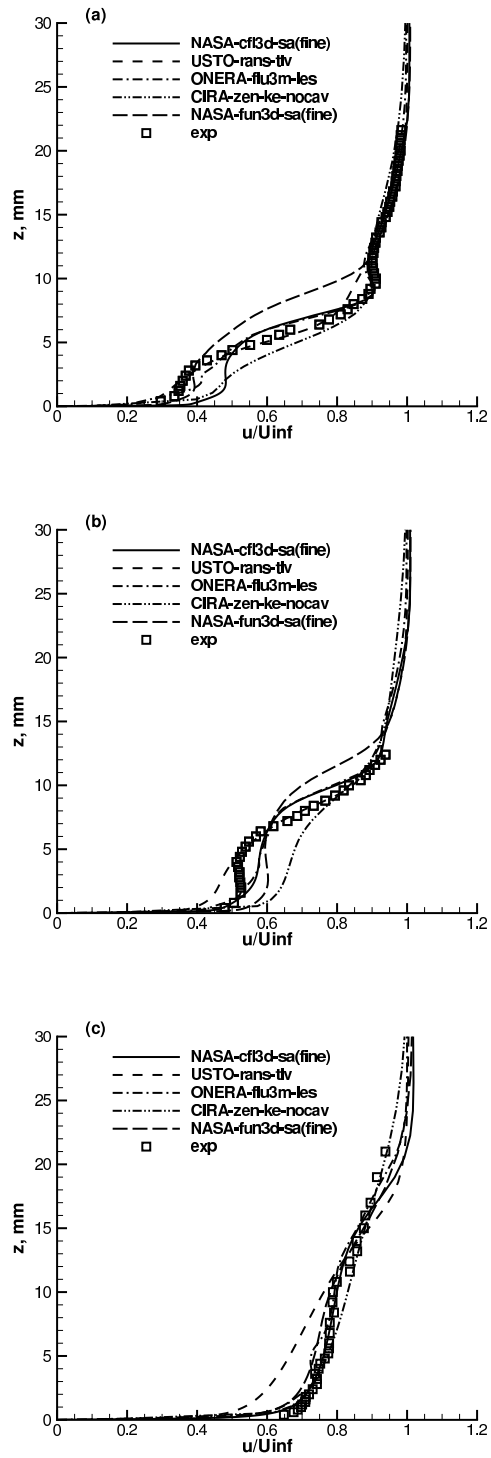 (a)
NASA-cfl3d-sa(fine)
USTO-rans-tlv
ONERA-flu3m-les
CIRA-zen-ke-nocav
NASA-fun3d-sa(fine)
exp
z, mm
30
25
20
15
10
5
0
0 0.2 0.4 0.6 0.8 1 1.2
u/Uinf
(b)
NASA-cfl3d-sa(fine)
USTO-rans-tlv
ONERA-flu3m-les
CIRA-zen-ke-nocav
NASA-fun3d-sa(fine)
exp
z, mm
30
25
20
15
10
5
0
0 0.2 0.4 0.6 0.8 1 1.2
u/Uinf
(c)
NASA-cfl3d-sa(fine)
USTO-rans-tlv
ONERA-flu3m-les
CIRA-zen-ke-nocav
NASA-fun3d-sa(fine)
exp
z, mm
30
25
20
15
10
5
0
0 0.2 0.4 0.6 0.8 1 1.2
u/Uinf